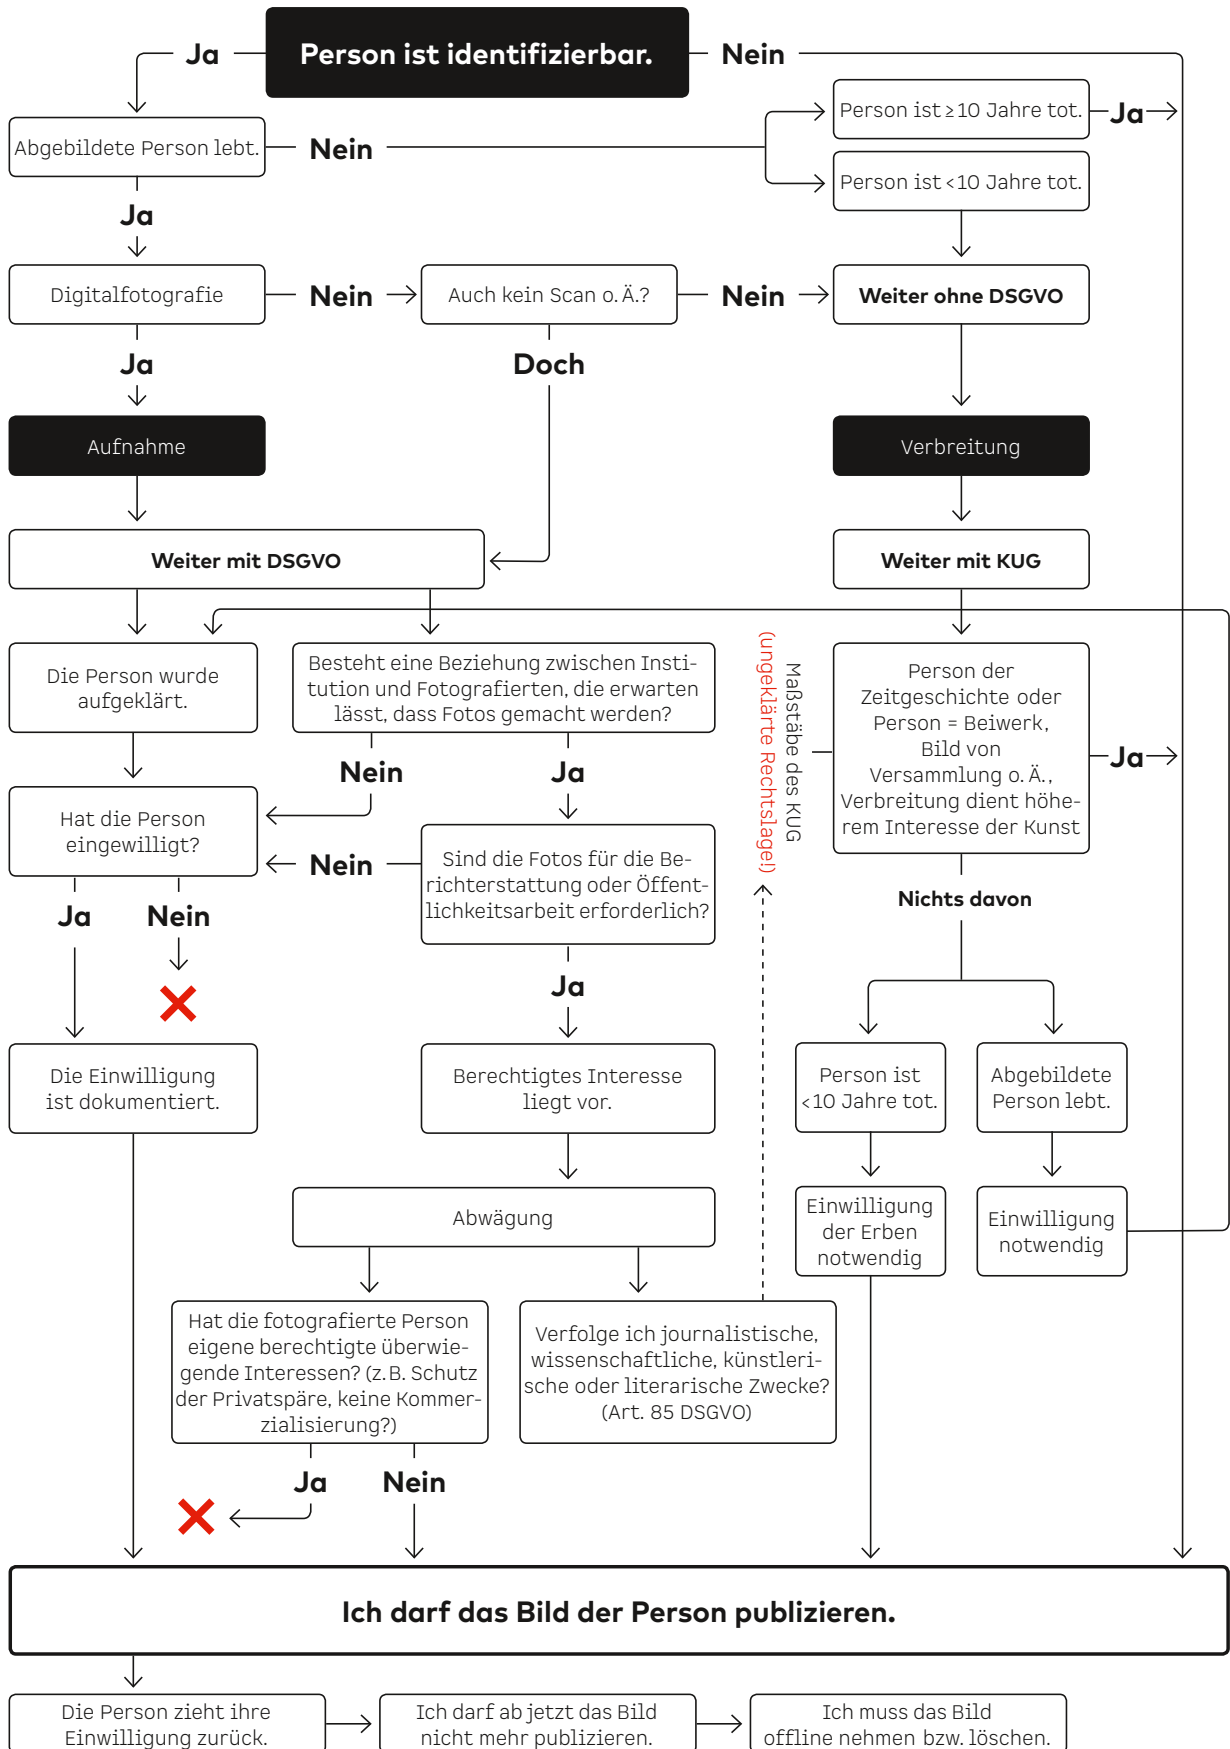 Person ist identifizierbar.
Ja
Nein
Abgebildete Person lebt.
Nein
Person ist ≥10 Jahre tot.
Ja
Person ist <10 Jahre tot.
Ja
Digitalfotografie
Nein
Auch kein Scan o. Ä.?
Nein
Weiter ohne DSGVO
Ja
Doch
Aufnahme
Verbreitung
Weiter mit DSGVO
Weiter mit KUG
Die Person wurde
aufgeklärt.
Besteht eine Beziehung zwischen Insti-
tution und Fotografierten, die erwarten
lässt, dass Fotos gemacht werden?
Maßstäbe des KUG
(ungeklärte Rechtslage!)
Person der
Zeitgeschichte oder
Person = Beiwerk,
Bild von
Versammlung o. Ä.,
Verbreitung dient höhe-
rem Interesse der Kunst
Ja
Nein
Ja
Hat die Person
eingewilligt?
Nein
Sind die Fotos für die Be-
richterstattung oder Öffent-
lichkeitsarbeit erforderlich?
Nichts davon
Ja
Nein
Ja
Die Einwilligung
ist dokumentiert.
Berechtigtes Interesse
liegt vor.
Person ist
<10 Jahre tot.
Abgebildete
Person lebt.
Abwägung
Einwilligung
der Erben
notwendig
Einwilligung
notwendig
Hat die fotografierte Person
eigene berechtigte überwie-
gende Interessen? (z. B. Schutz
der Privatspäre, keine Kommer-
zialisierung?)
Verfolge ich journalistische,
wissenschaftliche, künstleri-
sche oder literarische Zwecke?
(Art. 85 DSGVO)
Ja
Nein
Ich darf das Bild der Person publizieren.
Die Person zieht ihre
Einwilligung zurück.
Ich darf ab jetzt das Bild
nicht mehr publizieren.
Ich muss das Bild
offline nehmen bzw. löschen.